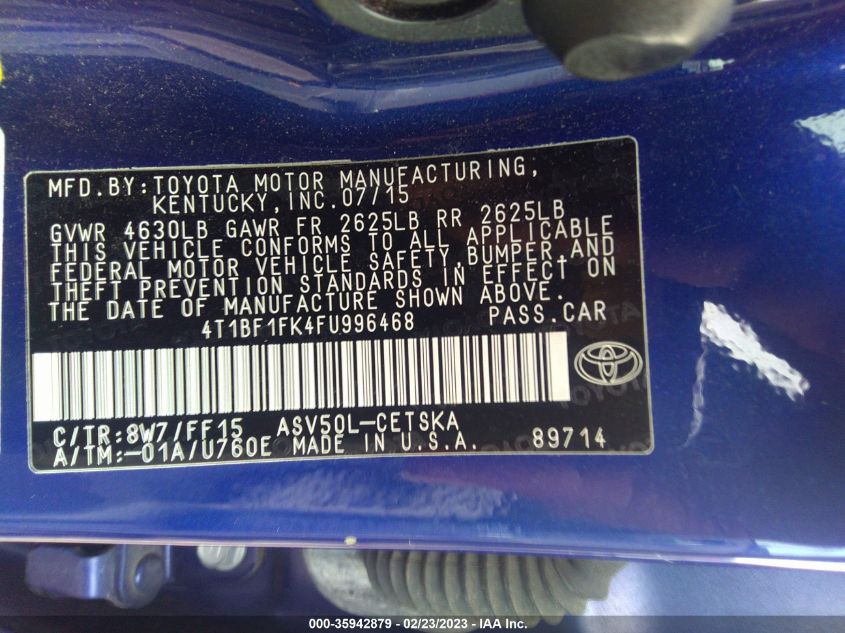 MFD.BY:TOYOTA MOTOR MANUFACTURING,
KENTUCKY,INC.07/15
GVWR 4630LB GAWR FR 2625LB RR 2625LB
THIS VEHICLE CONFORMS TO ALL APPLICABLE
FEDERAL MOTOR VEHICLE SAFETY,BUMPER,AND
THEFT PREVENTION STANDARDS IN EFFECT ON
THE DATE OF MANUFACTURE SHOWN ABOVE.
4T1BF1FK4FU996468 PASS.CAR
C/TR:8W7/FF15 ASV50L-CETSKA
A/TM:-01A/U760E MADE IN U.S.A. 89714
000-35942879 - 02/23/2023 - © IAA Inc.